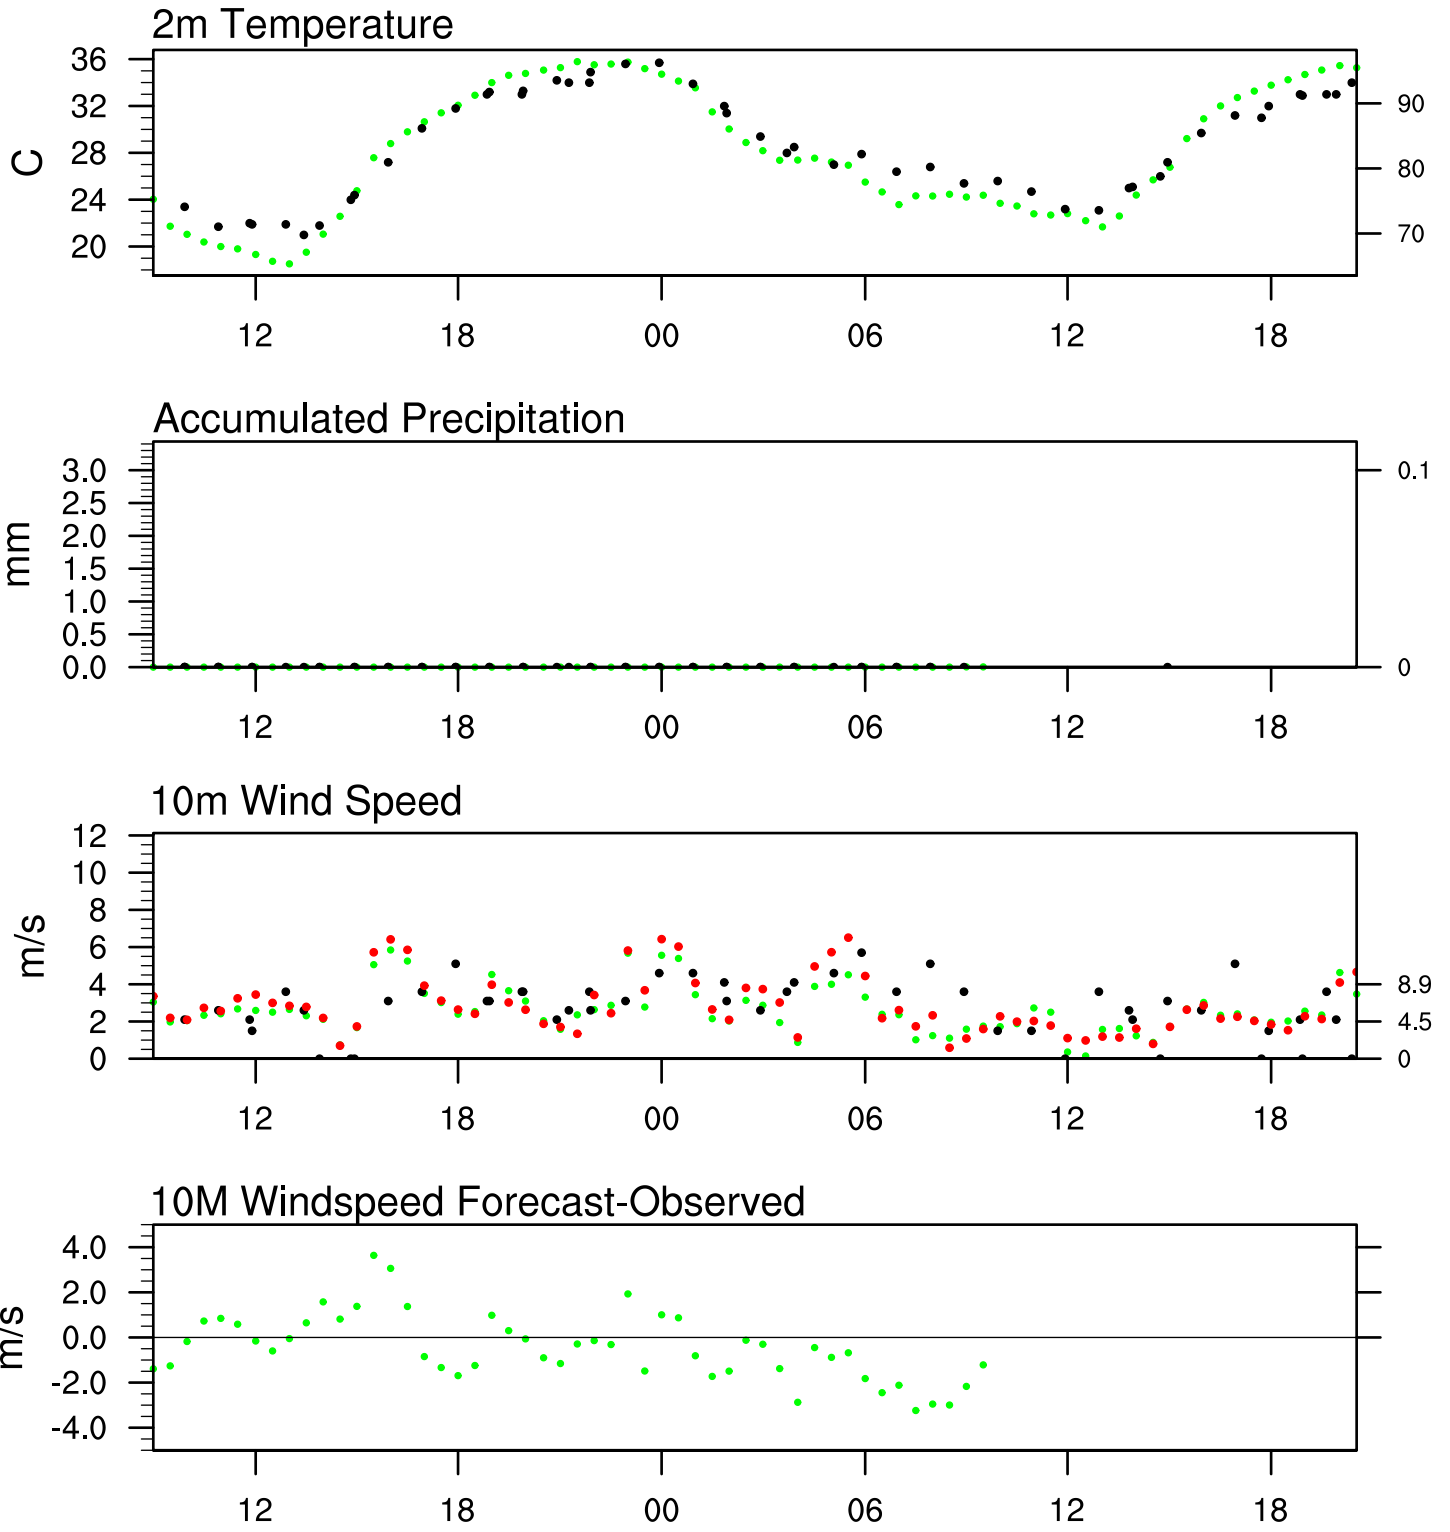 2m Temperature
36
32
28
24
20
C
90
80
70
12 18 00 06 12 18
Accumulated Precipitation
3.0
2.5
2.0
1.5
1.0
0.5
0.0
mm
0.1
0
12 18 00 06 12 18
10m Wind Speed
12
10
8
6
4
2
0
m/s
8.9
4.5
0
12 18 00 06 12 18
10M Windspeed Forecast-Observed
4.0
2.0
0.0
-2.0
-4.0
m/s
12 18 00 06 12 18